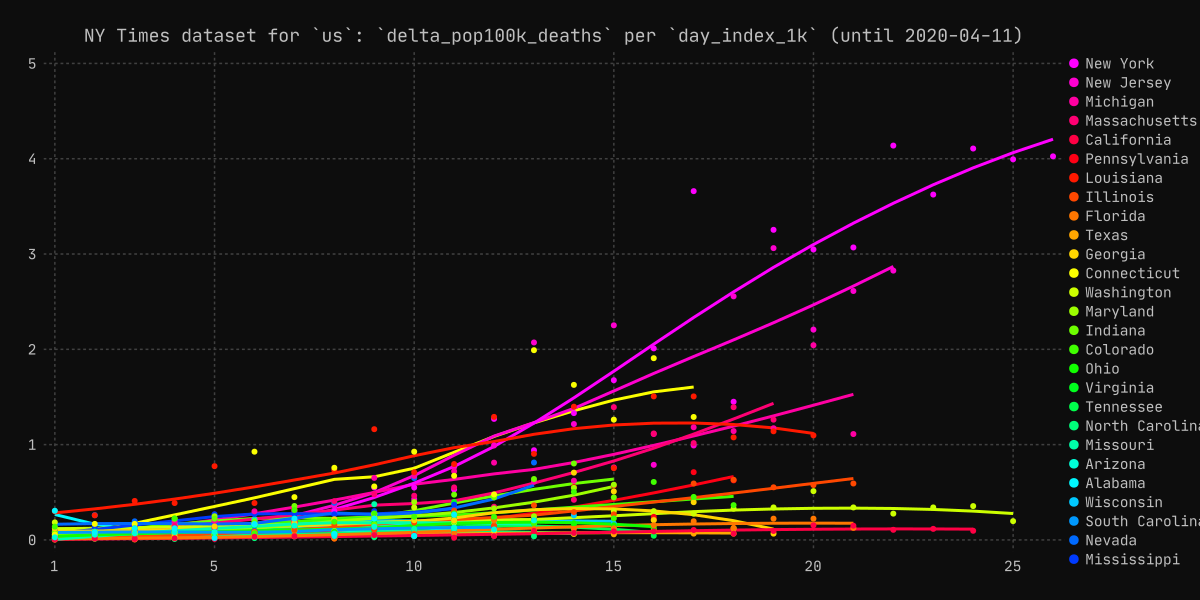 NY Times dataset for `us`: `delta_pop100k_deaths` per `day_index_1k` (until 2020-04-11)
5
4
3
2
1
0
1 5 10 15 20 25
New York
New Jersey
Michigan
Massachusetts
California
Pennsylvania
Louisiana
Illinois
Florida
Texas
Georgia
Connecticut
Washington
Maryland
Indiana
Colorado
Ohio
Virginia
Tennessee
North Carolina
Missouri
Arizona
Alabama
Wisconsin
South Carolina
Nevada
Mississippi